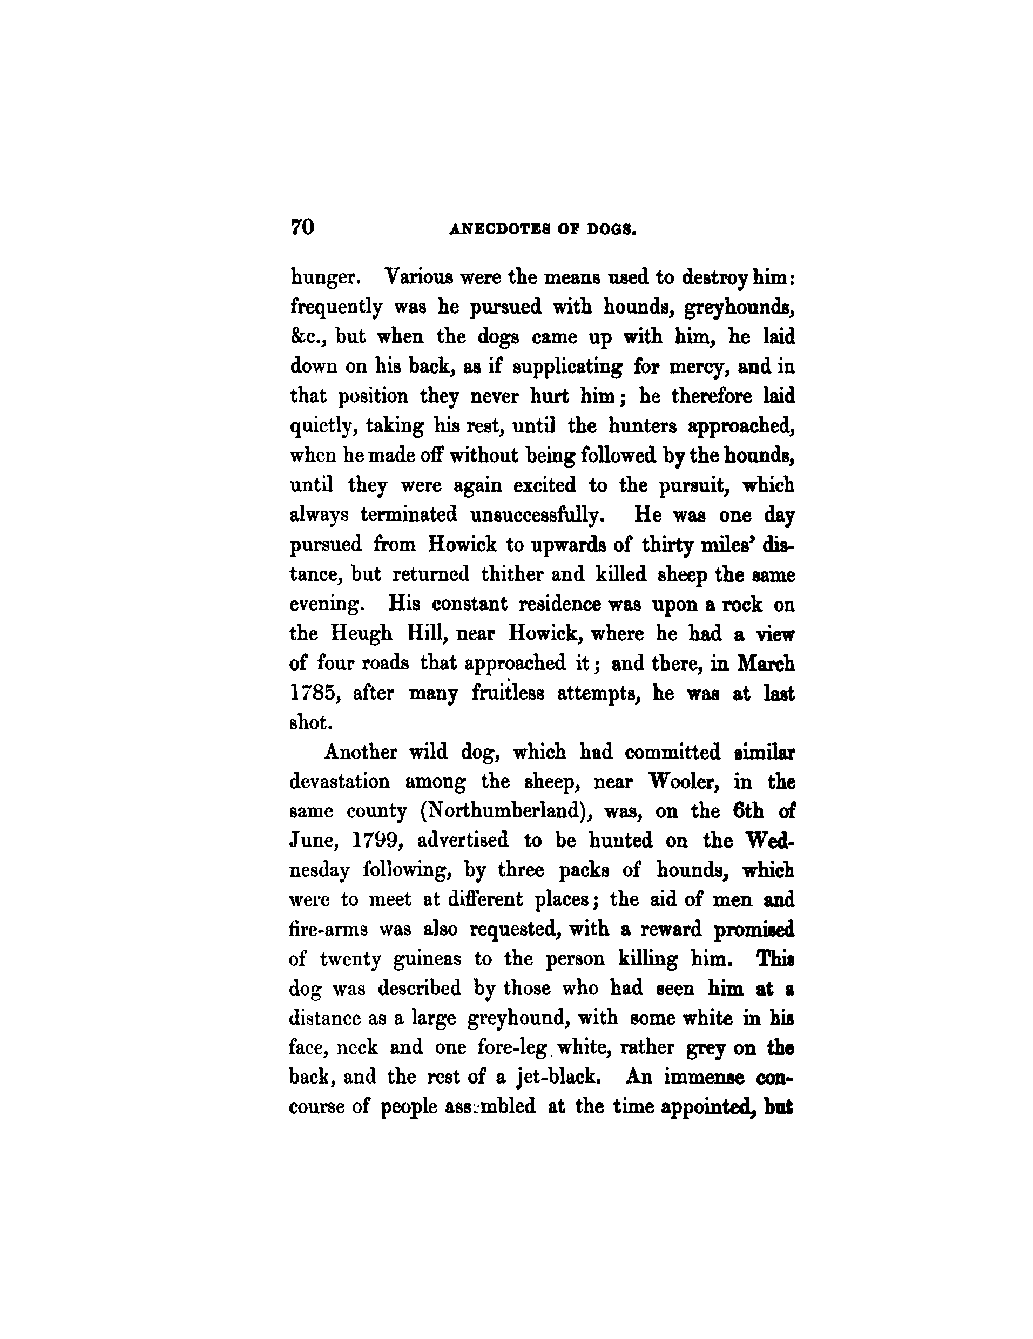 70 ANECDOTES OF DOGS.
hunger. Various were the means used to destroy him:
frequently was he pursued with hounds, greyhounds,
&c., but when the dogs came up with him, he laid
down on his back, as if supplicating for mercy, and in
that position they never hurt him; he therefore laid
quietly, taking his rest, until the hunters approached,
when he made off without being followed by the hounds,
until they were again excited to the pursuit, which
always terminated unsuccessfully. He was one day
pursued from Howick to upwards of thirty miles' dis-
tance, but returned thither and killed sheep the same
evening. His constant residence was upon a rock on
the Heugh Hill, near Howick, where he had a view
of four roads that approached it; and there, in March
1785, after many fruitless attempts, he was at last
shot.
Another wild dog, which had committed similar
devastation among the sheep, near Wooler, in the
same county (Northumberland), was, on the 6th of
June, 1799, advertised to be hunted on the Wed-
nesday following, by three packs of hounds, which
were to meet at different places; the aid of men and
fire-arms was also requested, with a reward promised
of twenty guineas to the person killing him. This
dog was described by those who had seen him at a
distance as a large greyhound, with some white in his
face, neck and one fore-leg white, rather grey on the
back, and the rest of a jet-black. An immense con-
course of people assembled at the time appointed, but